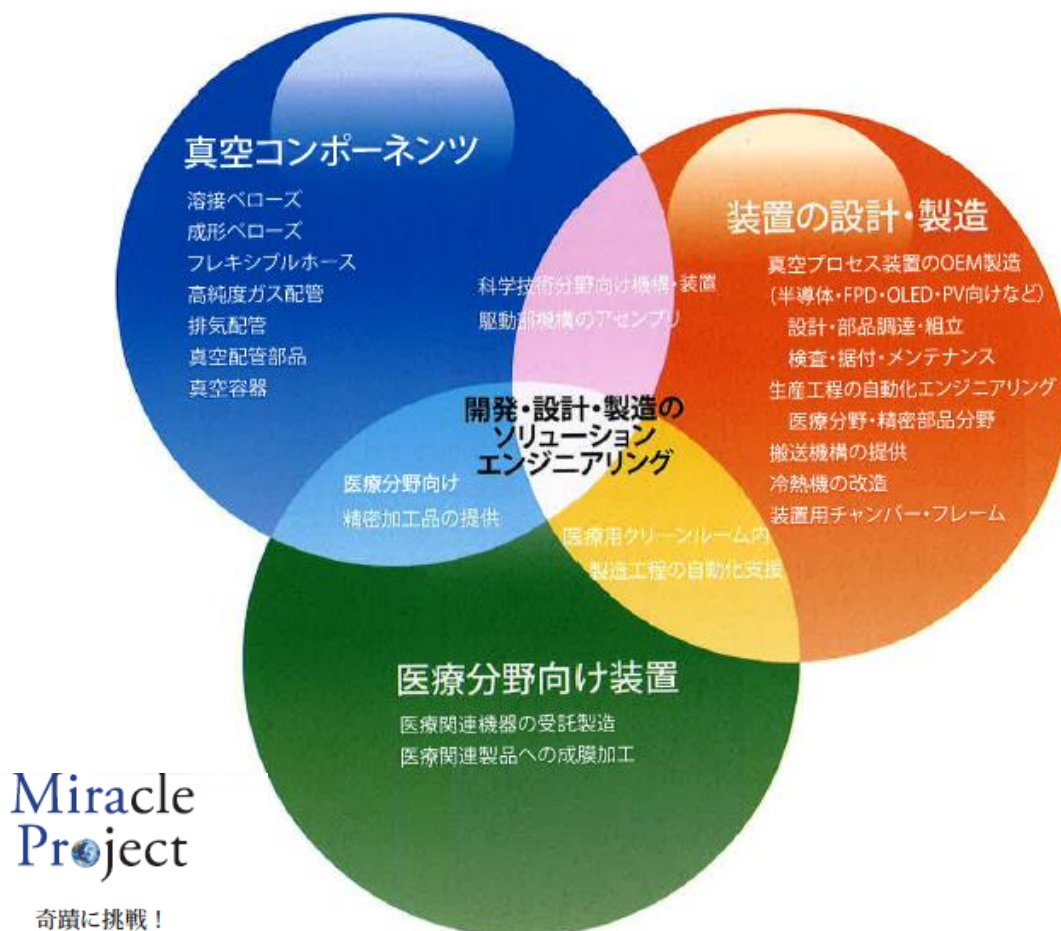 真空コンポーネンツ
溶接ベローズ
成形ベローズ
フレキシブルホース
高純度ガス配管
排気配管
真空配管部品
真空容器
科学技術分野向け機構・装置
駆動部機構のアセンブリ
装置の設計・製造
真空プロセス装置のOEM製造
(半導体・FPD・OLED・PV向けなど)
設計・部品調達・組立
検査・据付・メンテナンス
生産工程の自動化エンジニアリング
医療分野・精密部品分野
搬送機構の提供
冷熱機の改造
装置用チャンバー・フレーム
開発・設計・製造の
ソリューション
エンジニアリング
医療分野向け
精密加工品の提供
医療用クリーンルーム内
製造工程の自動化支援
医療分野向け装置
医療関連機器の受託製造
医療関連製品への成膜加工
Miracle
Project
奇蹟に挑戦！